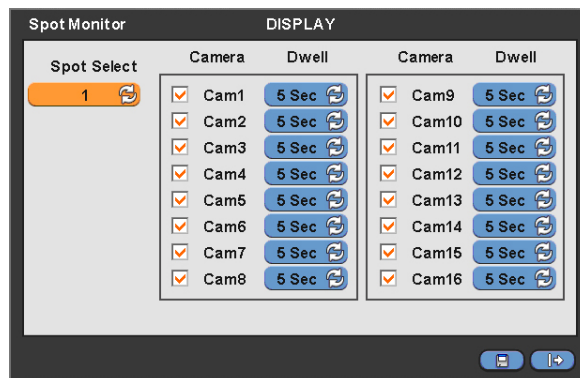 Spot Monitor DISPLAY
Spot Select Camera Dwell Camera Dwell
1 Cam1 5 Sec Cam9 5 Sec
Cam2 5 Sec Cam10 5 Sec
Cam3 5 Sec Cam11 5 Sec
Cam4 5 Sec Cam12 5 Sec
Cam5 5 Sec Cam13 5 Sec
Cam6 5 Sec Cam14 5 Sec
Cam7 5 Sec Cam15 5 Sec
Cam8 5 Sec Cam16 5 Sec